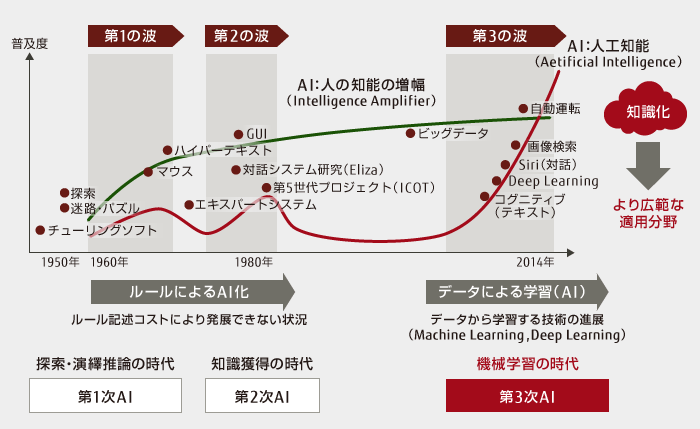 第1の波
第2の波
第3の波
普及度
AI:人工知能
(Aetificial Intelligence)
AI:人の知能の増幅
(Intelligence Amplifier)
知識化
自動運転
GUI
ビッグデータ
ハイパーテキスト
画像検索
マウス
対話システム研究(Eliza)
Siri(対話)
第5世代プロジェクト(ICOT)
Deep Learning
探索
迷路・パズル
エキスパートシステム
コグニティブ
(テキスト)
より広範な
適用分野
チューリングソフト
1950年
1960年
1980年
2014年
ルールによるAI化
データによる学習(AI)
ルール記述コストにより発展できない状況
データから学習する技術の進展
(Machine Learning,Deep Learning)
探索・演繹推論の時代
知識獲得の時代
機械学習の時代
第1次AI
第2次AI
第3次AI